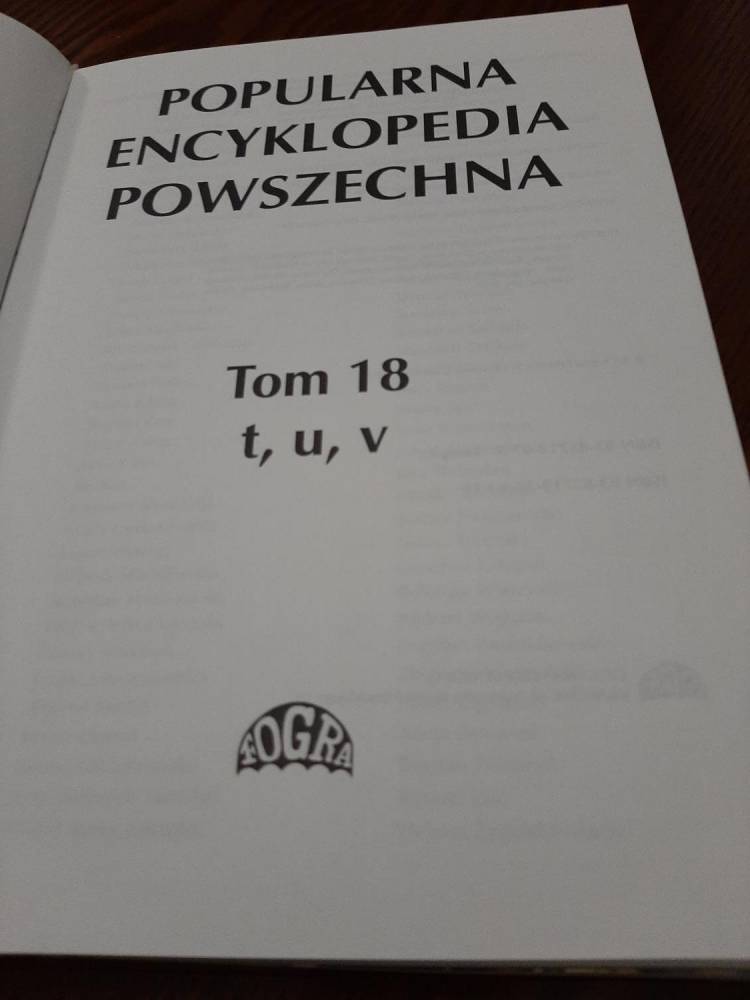 POPULARNA
ENCYKLOPEDIA
POWSZECHNA
Tom 18
t, u, v
fOGRA